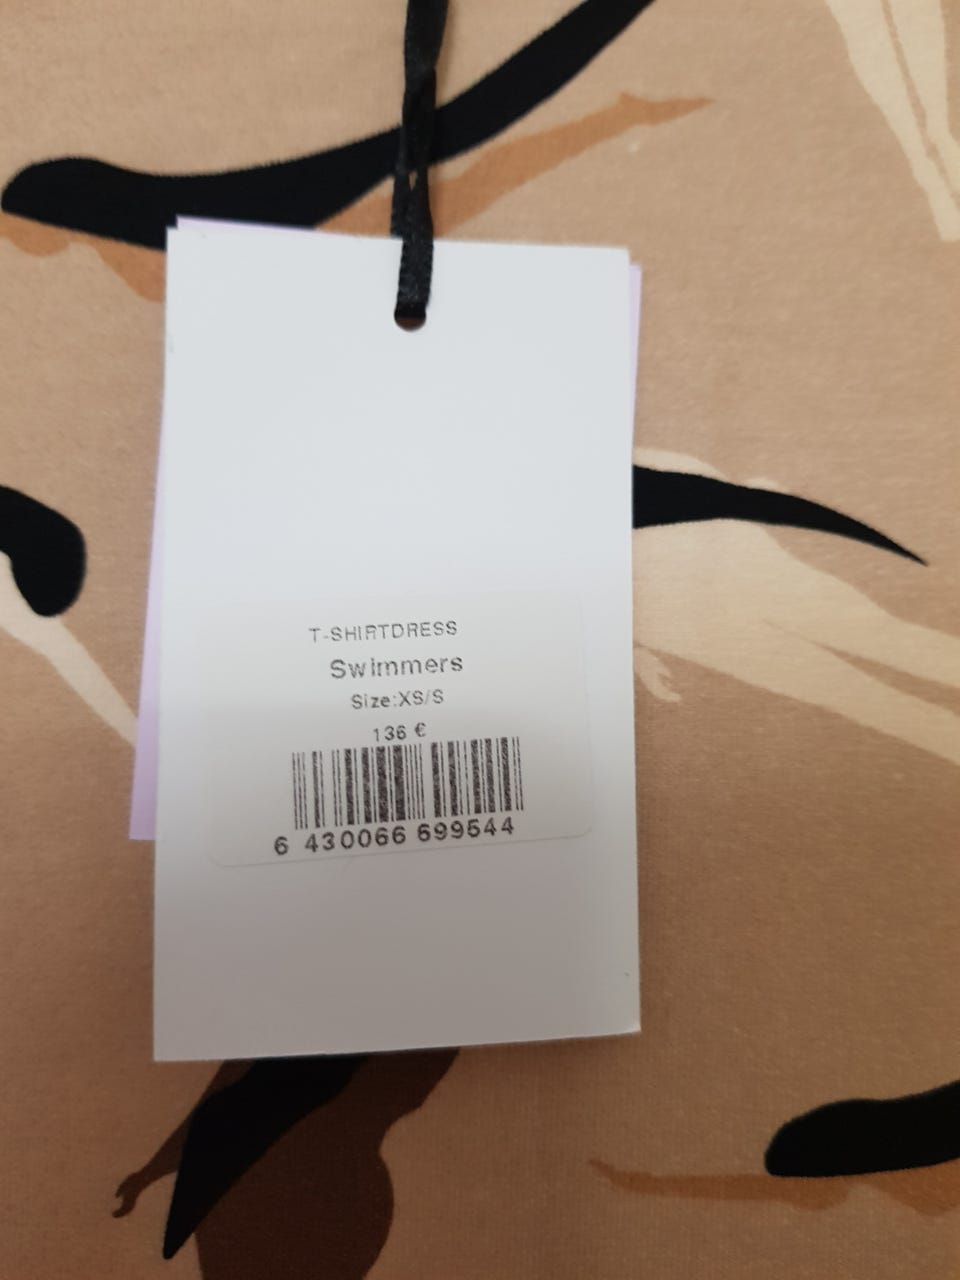 T-SHIRTDRESS
Swimmers
Size:XS/S
136 €
6 430066 699544